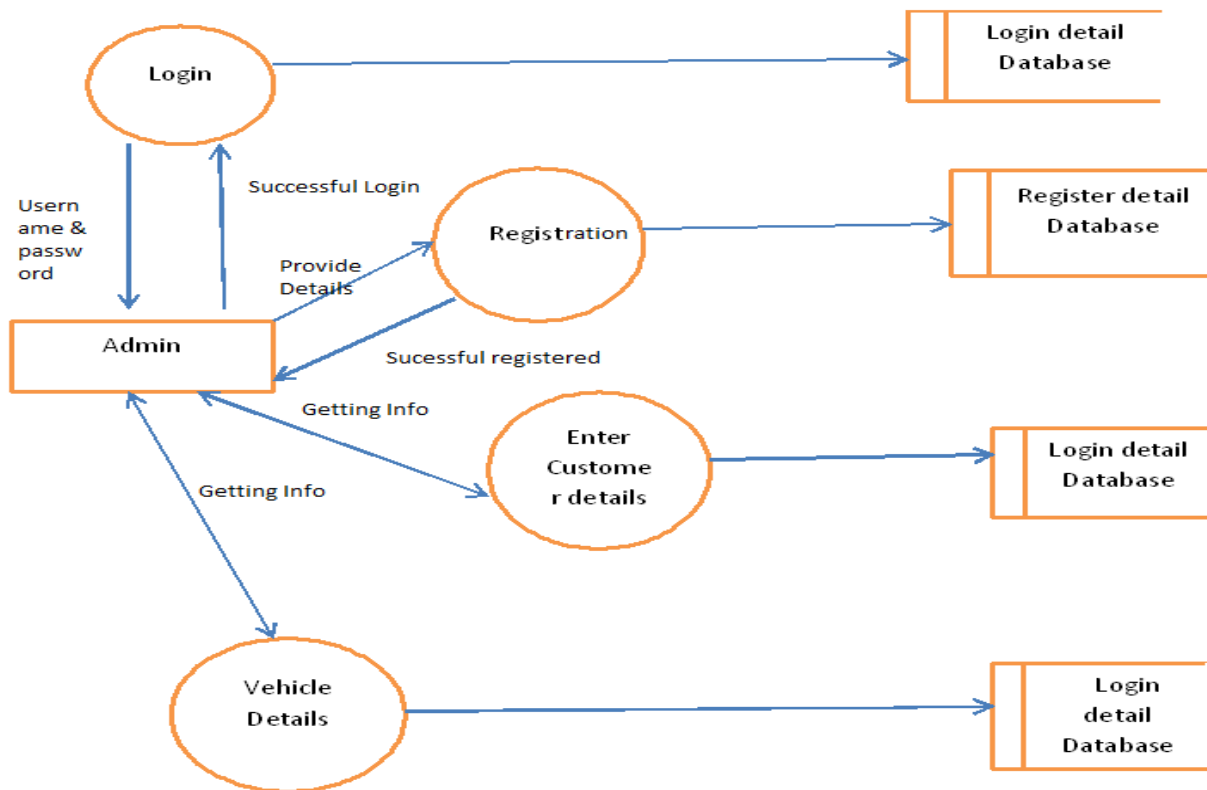 Login
Login detail
Database
Successful Login
Usern
ame &
passw
ord
Registration
Register detail
Database
Provide
Details
Admin
Sucessful registered
Getting Info
Enter
Custome
r details
Login detail
Database
Getting Info
Vehicle
Details
Login
detail
Database